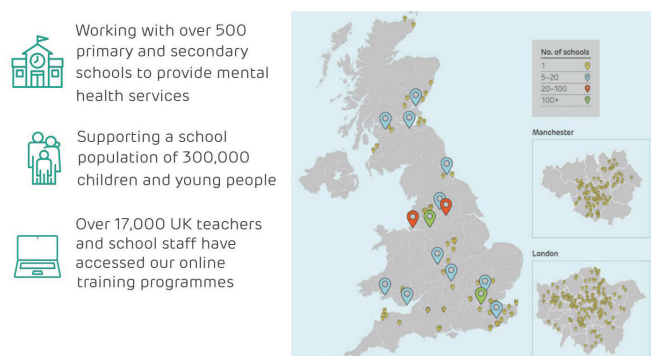 Working with over 500
primary and secondary
schools to provide mental
health services
Supporting a school
population of 300,000
children and young people
Over 17,000 UK teachers
and school staff have
accessed our online
training programmes
No. of schools
1
5-20
20-100
100+
Manchester
London